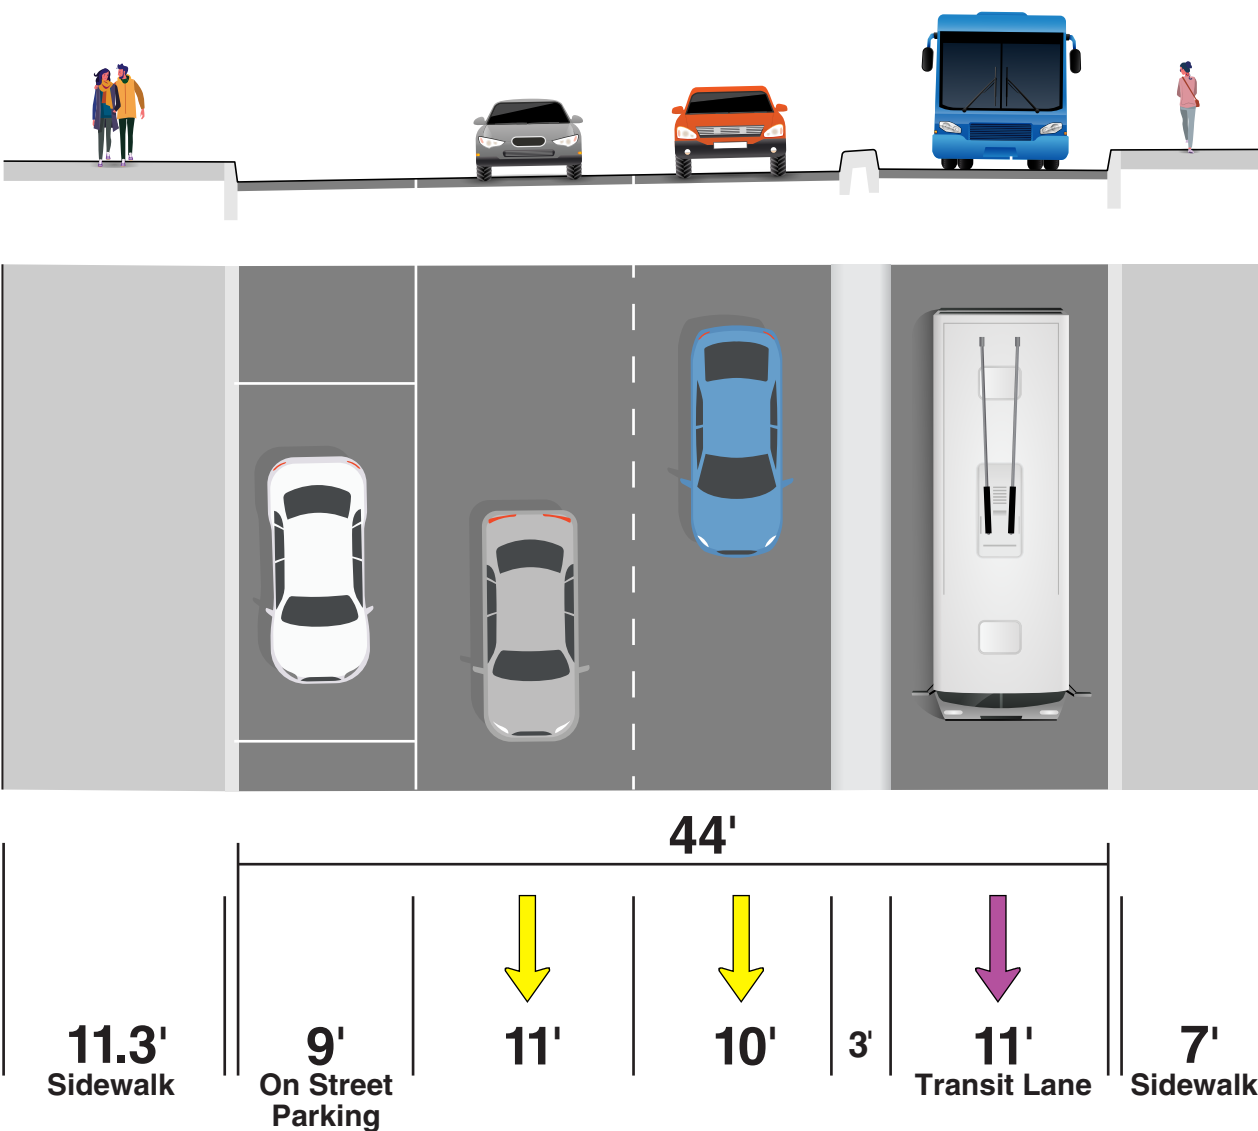 44'
11.3'
Sidewalk
9'
On Street
Parking
11'
10'
3'
11'
Transit Lane
7'
Sidewalk